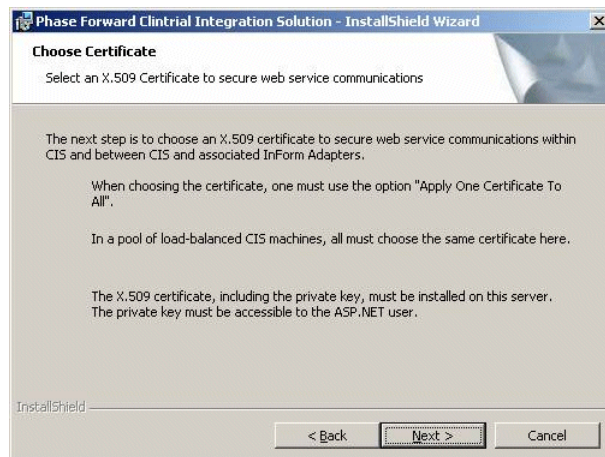 Phase Forward Clintrial Integration Solution - InstallShield Wizard
Choose Certificate
Select an X.509 Certificate to secure web service communications
The next step is to choose an X.509 certificate to secure web service communications within
CIS and between CIS and associated InForm Adapters.
When choosing the certificate, one must use the option "Apply One Certificate To
All".
In a pool of load-balanced CIS machines, all must choose the same certificate here.
The X.509 certificate, including the private key, must be installed on this server.
The private key must be accessible to the ASP.NET user.
InstallShield
< Back Next > Cancel